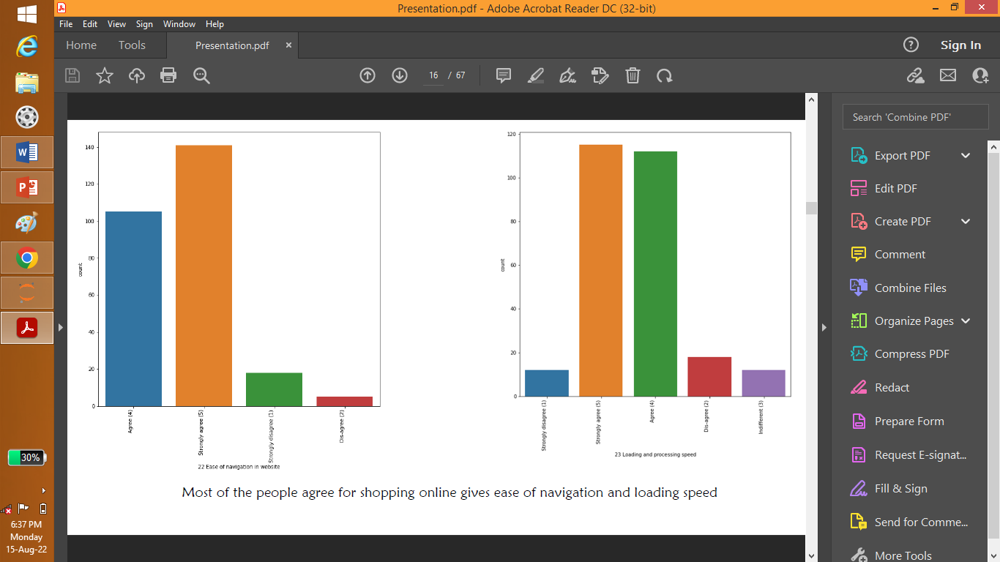 Presentation.pdf - Adobe Acrobat Reader DC (32-bit)
File Edit View Sign Window Help
Home Tools Presentation.pdf × Sign In
16 / 67
140
120
100
80
60
40
20
0
count
Agree (4)
Strongly agree (5)
Strongly disagree (1)
Dis-agree (2)
22 Ease of navigation in website
120
100
80
60
40
20
0
count
Strongly disagree (1)
Strongly agree (5)
Agree (4)
Dis-agree (2)
Indifferent (3)
23 Loading and processing speed
Most of the people agree for shopping online gives ease of navigation and loading speed
Search 'Combine PDF'
Export PDF
Edit PDF
Create PDF
Comment
Combine Files
Organize Pages
Compress PDF
Redact
Prepare Form
Request E-signat...
Fill & Sign
Send for Comme...
More Tools
30%
6:37 PM
Monday
15-Aug-22